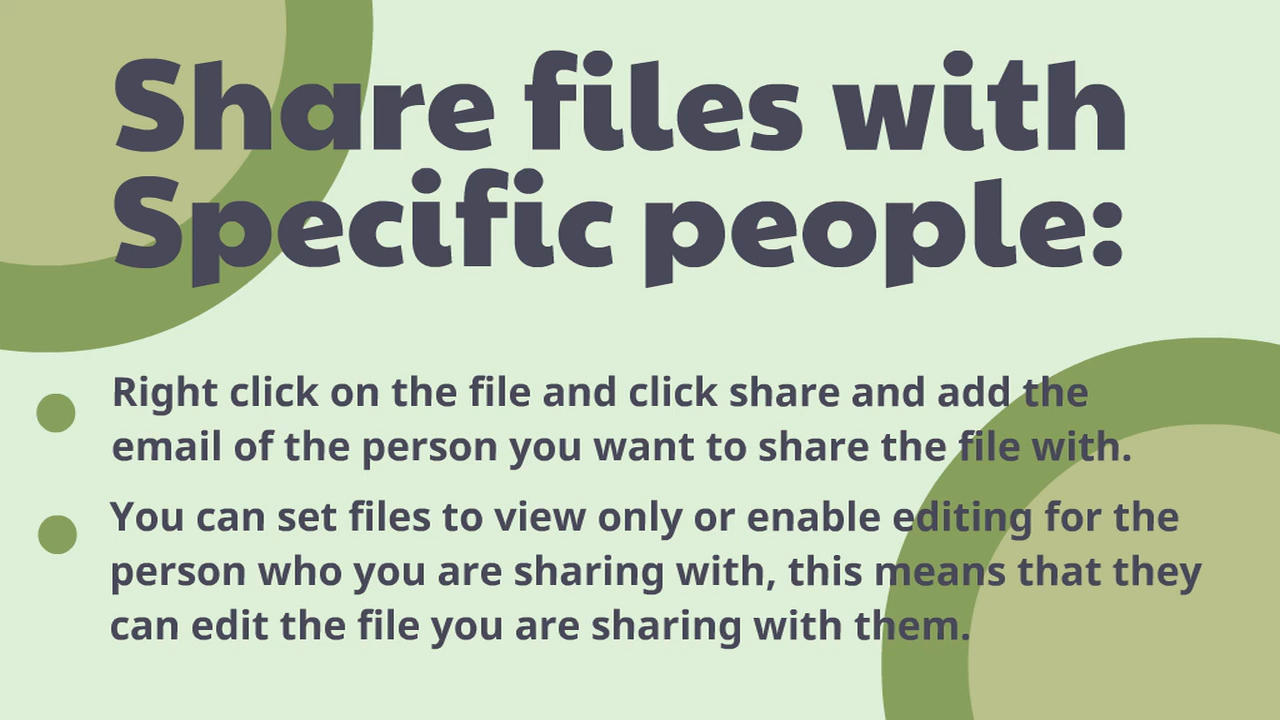 Share files with
Specific people:
Right click on the file and click share and add the
email of the person you want to share the file with.
You can set files to view only or enable editing for the
person who you are sharing with, this means that they
can edit the file you are sharing with them.